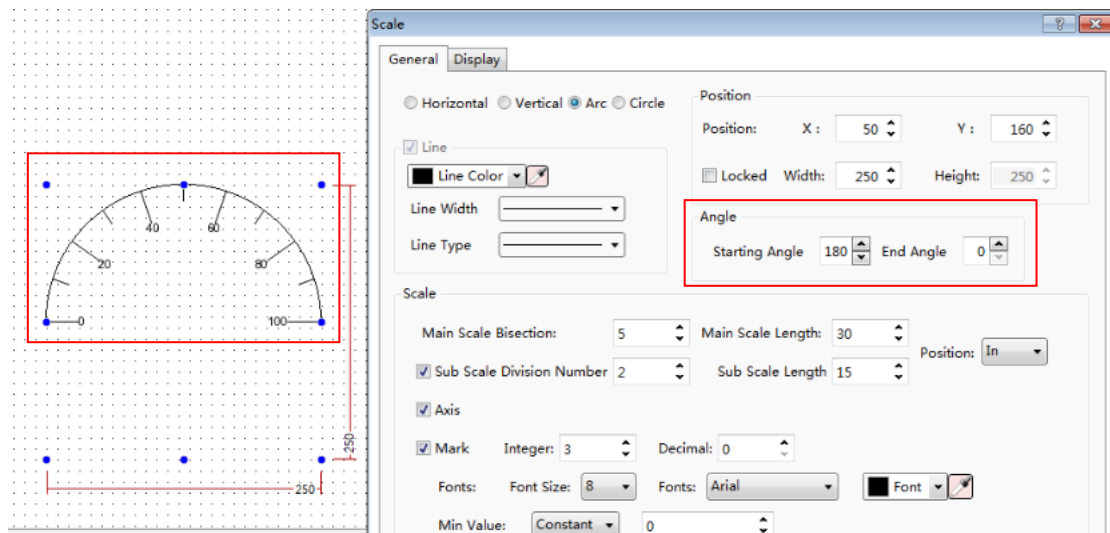 Scale
General Display
Horizontal Vertical Arc Circle
Position
Position: X : 50 Y : 160
Locked Width: 250 Height: 250
Line
Line Color
Line Width
Line Type
Angle
Starting Angle 180 End Angle 0
40 60
20 80
0 100
250
250
Scale
Main Scale Bisection: 5 Main Scale Length: 30
Position: In
Sub Scale Division Number 2 Sub Scale Length 15
Axis
Mark Integer: 3 Decimal: 0
Fonts: Font Size: 8 Fonts: Arial Font
Min Value: Constant 0